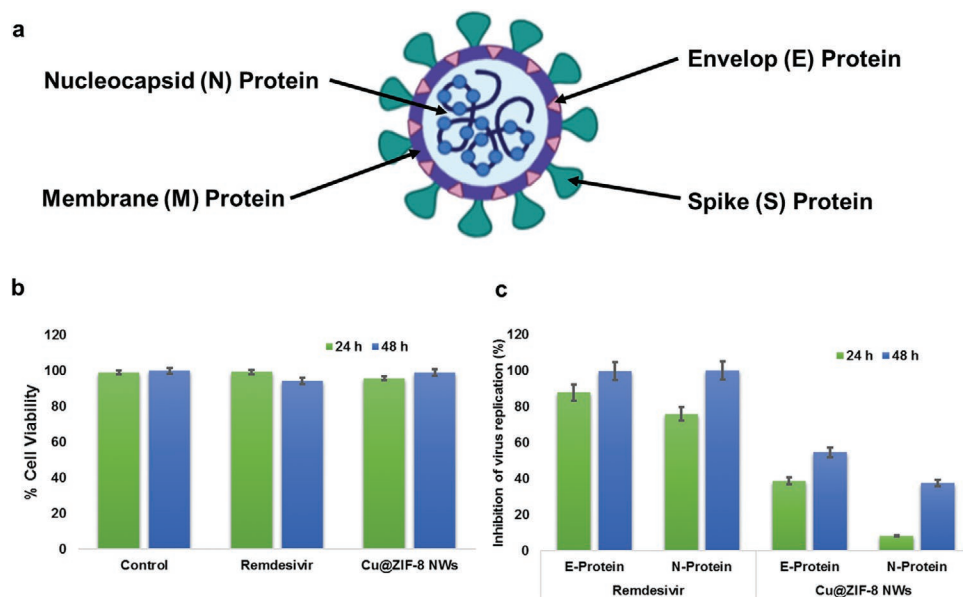 a
Nucleocapsid (N) Protein
Envelop (E) Protein
Membrane (M) Protein
Spike (S) Protein
b
% Cell Viability
120
100
80
60
40
20
0
24 h 48 h
Control Remdesivir Cu@ZIF-8 NWs
c
Inhibition of virus replication (%)
120
100
80
60
40
20
0
24 h 48 h
E-Protein N-Protein E-Protein N-Protein
Remdesivir Cu@ZIF-8 NWs